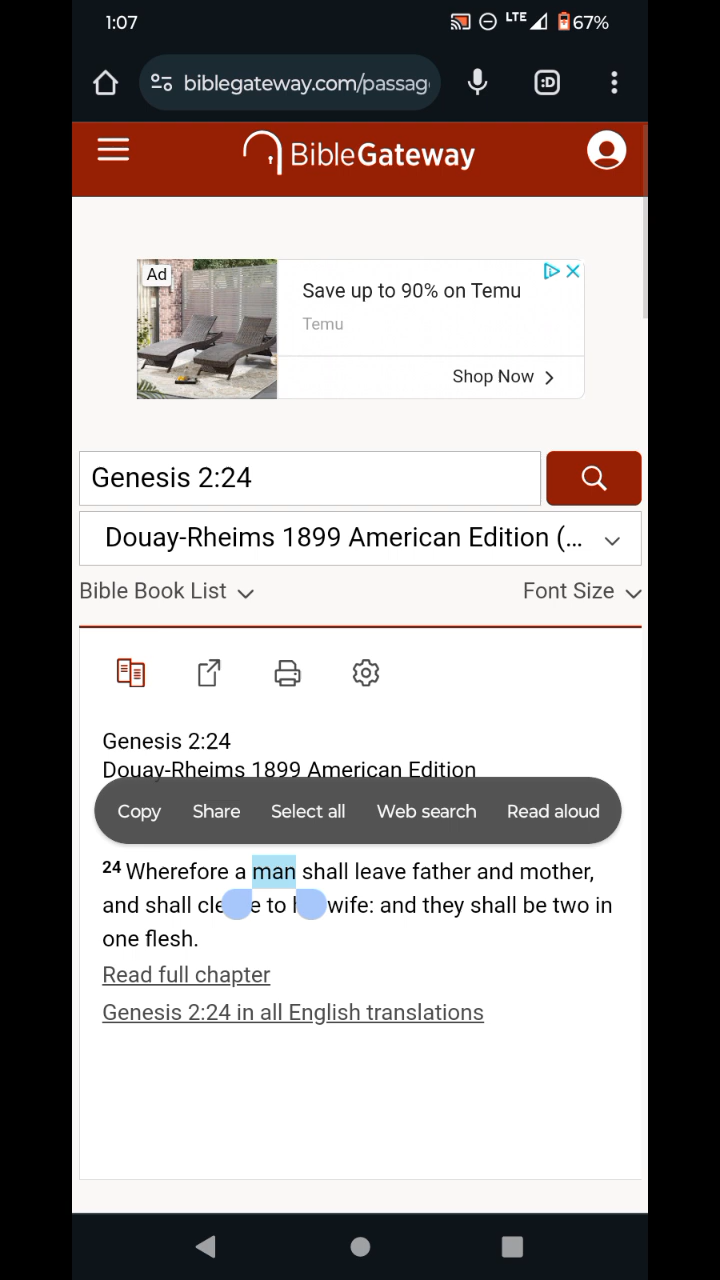 1:07
LTE
67%
biblegateway.com/passag
:D
BibleGateway
Ad
Save up to 90% on Temu
Temu
Shop Now
Genesis 2:24
Douay-Rheims 1899 American Edition (...
Bible Book List
Font Size
Genesis 2:24
Douay-Rheims 1899 American Edition
Copy Share Select all Web search Read aloud
24 Wherefore a man shall leave father and mother,
and shall to wife: and they shall be two in
one flesh.
Read full chapter
Genesis 2:24 in all English translations